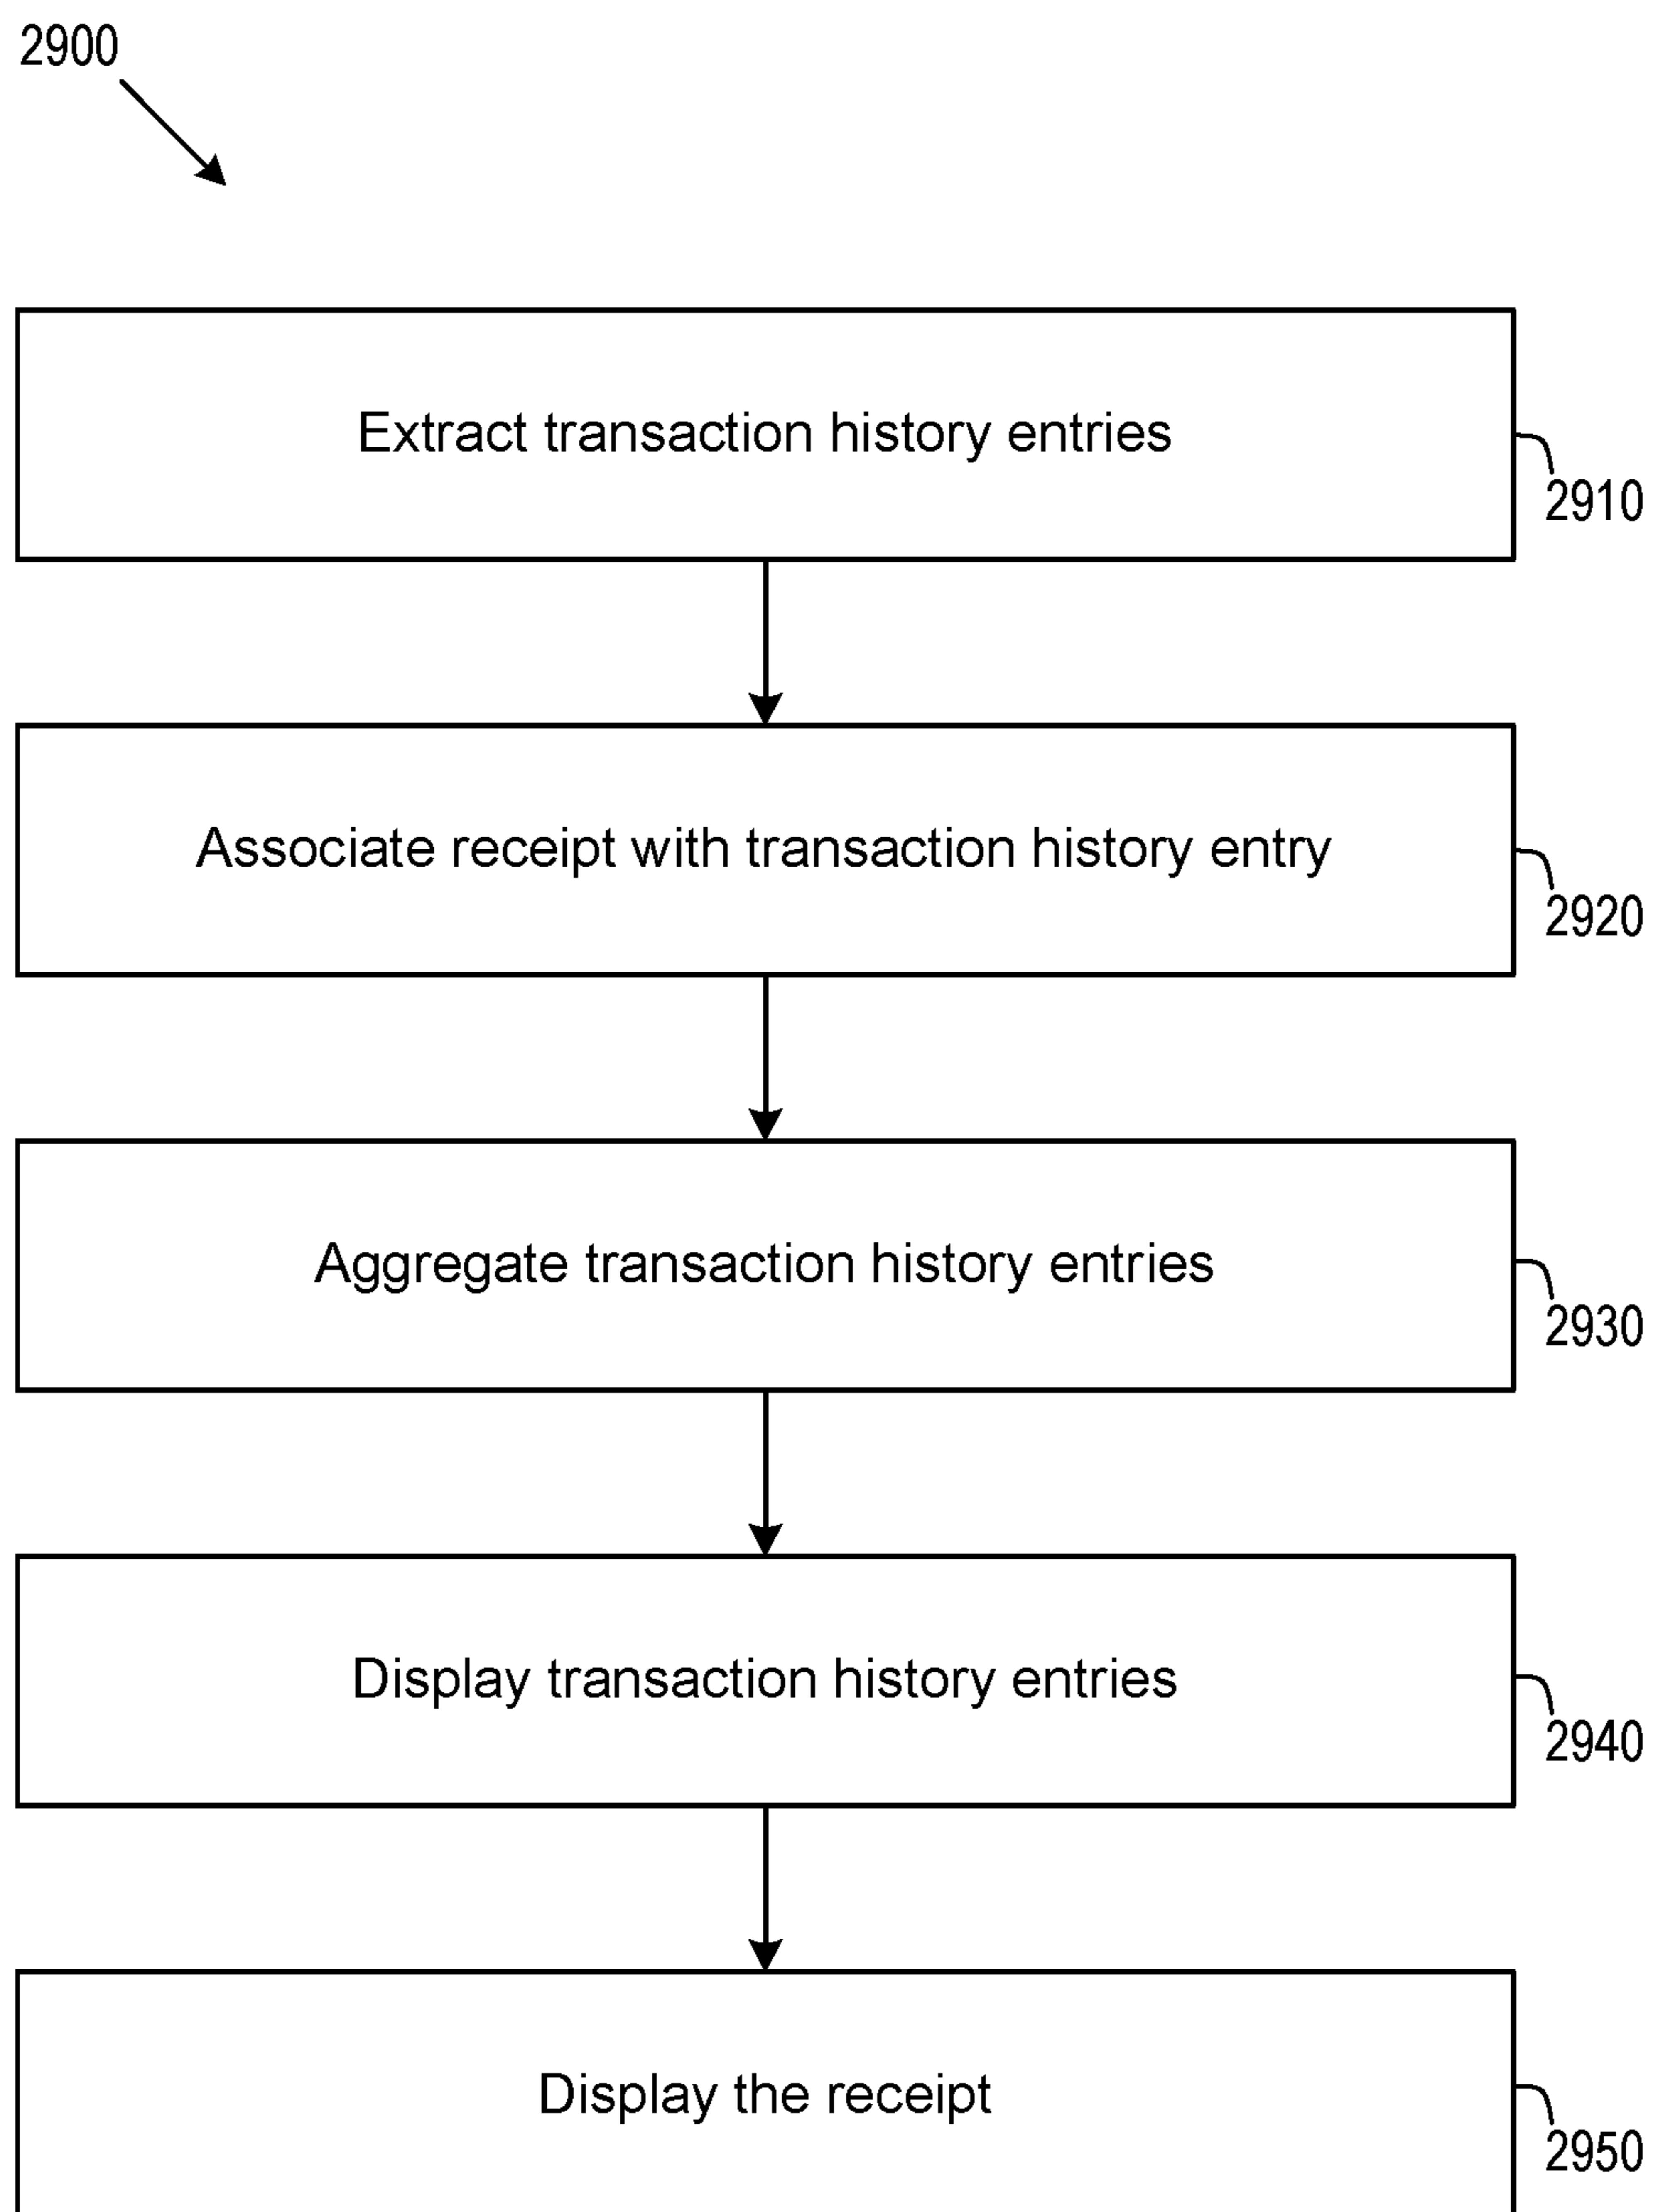 2900
Extract transaction history entries
2910
Associate receipt with transaction history entry
2920
Aggregate transaction history entries
2930
Display transaction history entries
2940
Display the receipt
2950